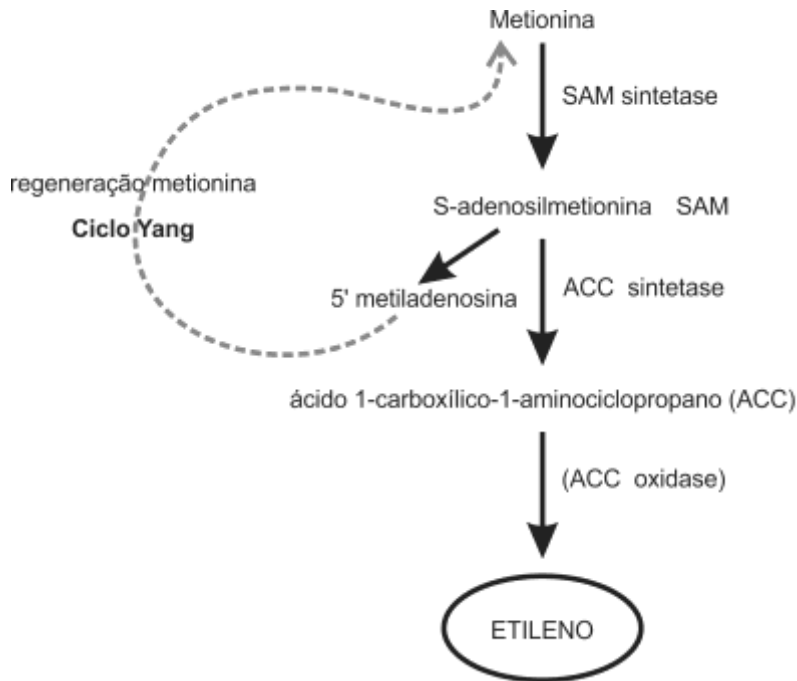 Metionina
SAM sintetase
regeneração metionina
Ciclo Yang
S-adenosilmetionina SAM
5' metiladenosina
ACC sintetase
ácido 1-carboxílico-1-aminociclopropano (ACC)
(ACC oxidase)
ETILENO